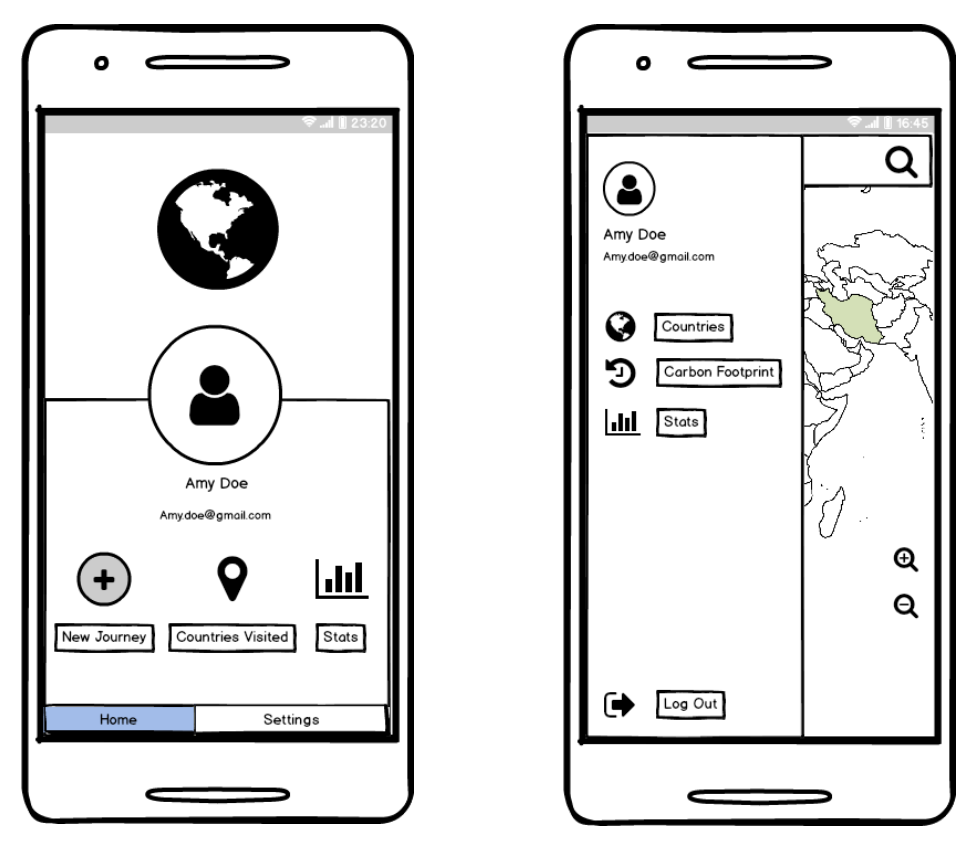 23:20
Amy Doe
Amy.doe@gmail.com
New Journey
Countries Visited
Stats
Home
Settings
16:45
Amy Doe
Amy.doe@gmail.com
Countries
Carbon Footprint
Stats
Log Out